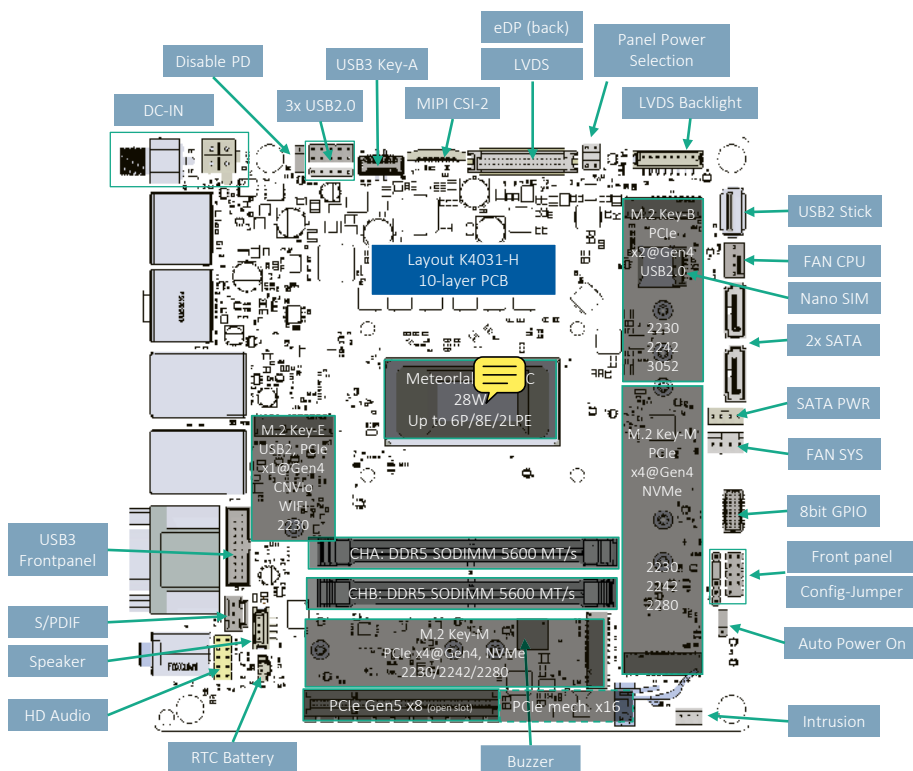 eDP (back)
Panel Power
Selection
Disable PD
USB3 Key-A
LVDS
DC-IN
3x USB2.0
MIPI CSI-2
LVDS Backlight
M.2 Key-B
PCIe
x2@Gen4
USB2.0
USB2 Stick
Layout K4031-H
10-layer PCB
FAN CPU
Nano SIM
2230
2242
3052
2x SATA
28W
Up to 6P/8E/2LPE
SATA PWR
M.2 Key-E
USB2, PCIe
x1@Gen4
CNVio
WIFI
2230
M.2 Key-M
PCIe
x4@Gen4
NVMe
FAN SYS
8bit GPIO
USB3
Frontpanel
CHA: DDR5 SODIMM 5600 MT/s
Front panel
2230
2242
2280
CHB: DDR5 SODIMM 5600 MT/s
Config-Jumper
S/PDIF
M.2 Key-M
PCIe x4@Gen4, NVMe
2230/2242/2280
Auto Power On
Speaker
FOXCONN
HD Audio
PCIe Gen5 x8 (open slot)
PCIe mech. x16
Intrusion
RTC Battery
Buzzer